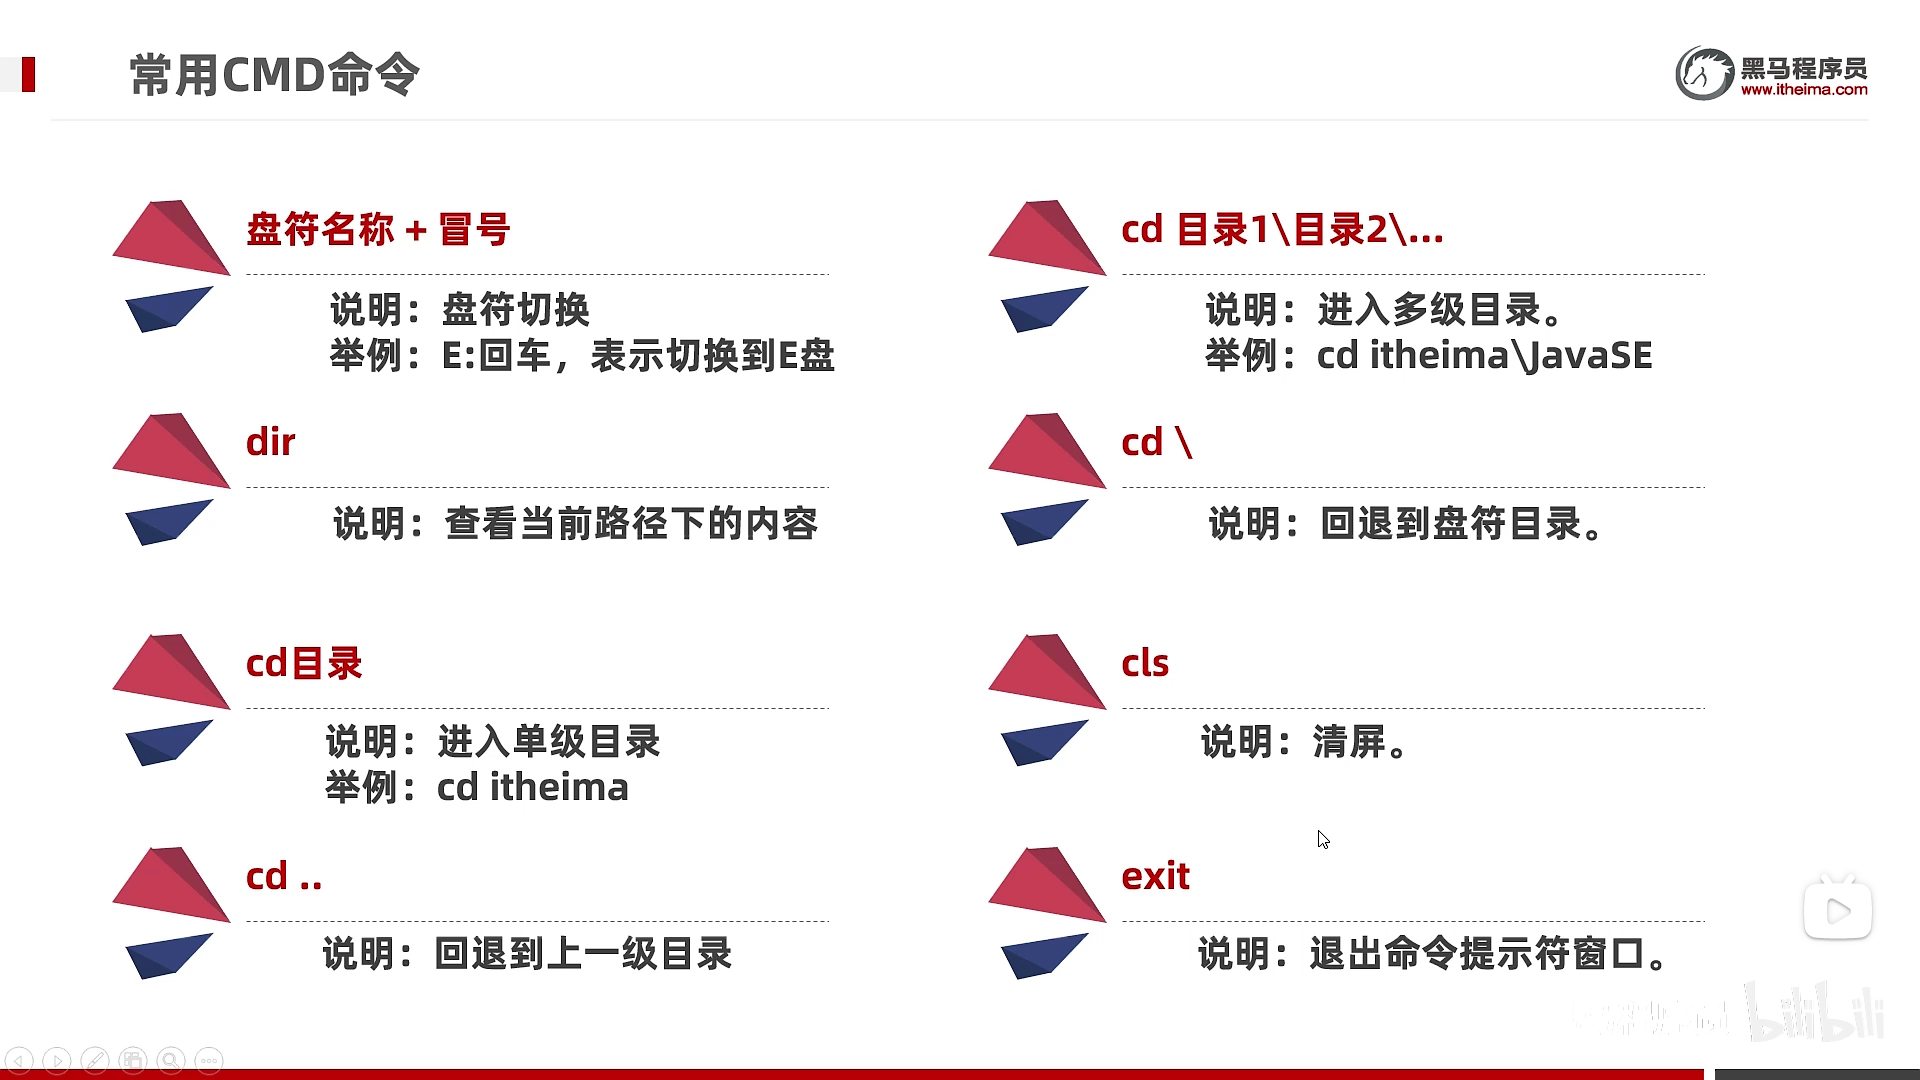 常用CMD命令
黑马程序员
www.itheima.com
盘符名称 + 冒号
说明：盘符切换
举例：E:回车，表示切换到E盘
dir
说明：查看当前路径下的内容
cd目录
说明：进入单级目录
举例：cd itheima
cd ..
说明：回退到上一级目录
cd 目录1\目录2\...
说明：进入多级目录。
举例：cd itheima\JavaSE
cd \
说明：回退到盘符目录。
cls
说明：清屏。
exit
说明：退出命令提示符窗口。
bilibili